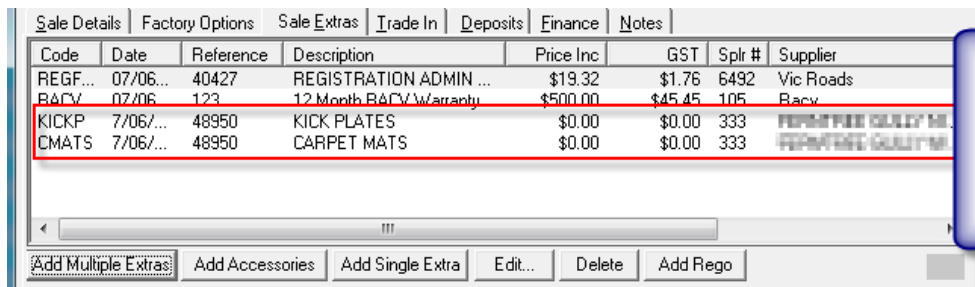 Sale Details Factory Options Sale Extras Trade In Deposits Finance Notes
Code Date Reference Description Price Inc GST Splr # Supplier
REGF... 07/06... 40427 REGISTRATION ADMIN ... $19.32 $1.76 6492 Vic Roads
RACV 07/06 123 12 Month RACV Warranty $500.00 $45.45 105 Racv
KICKP 7/06/... 48950 KICK PLATES $0.00 $0.00 333
CMATS 7/06/... 48950 CARPET MATS $0.00 $0.00 333
Add Multiple Extras Add Accessories Add Single Extra Edit... Delete Add Rego